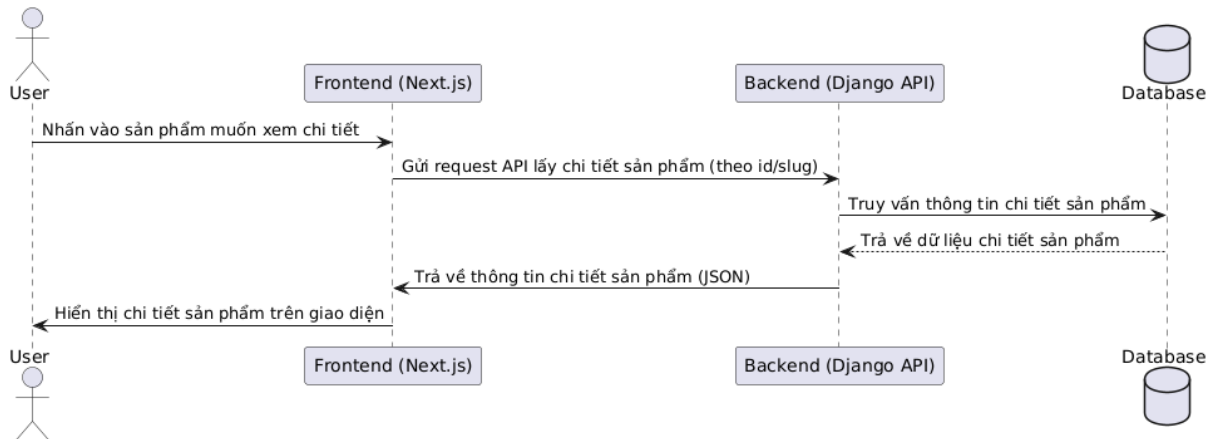 User
Frontend (Next.js)
Backend (Django API)
Database
Nhấn vào sản phẩm muốn xem chi tiết
Gửi request API lấy chi tiết sản phẩm (theo id/slug)
Truy vấn thông tin chi tiết sản phẩm
Trả về dữ liệu chi tiết sản phẩm
Trả về thông tin chi tiết sản phẩm (JSON)
Hiển thị chi tiết sản phẩm trên giao diện
User
Frontend (Next.js)
Backend (Django API)
Database